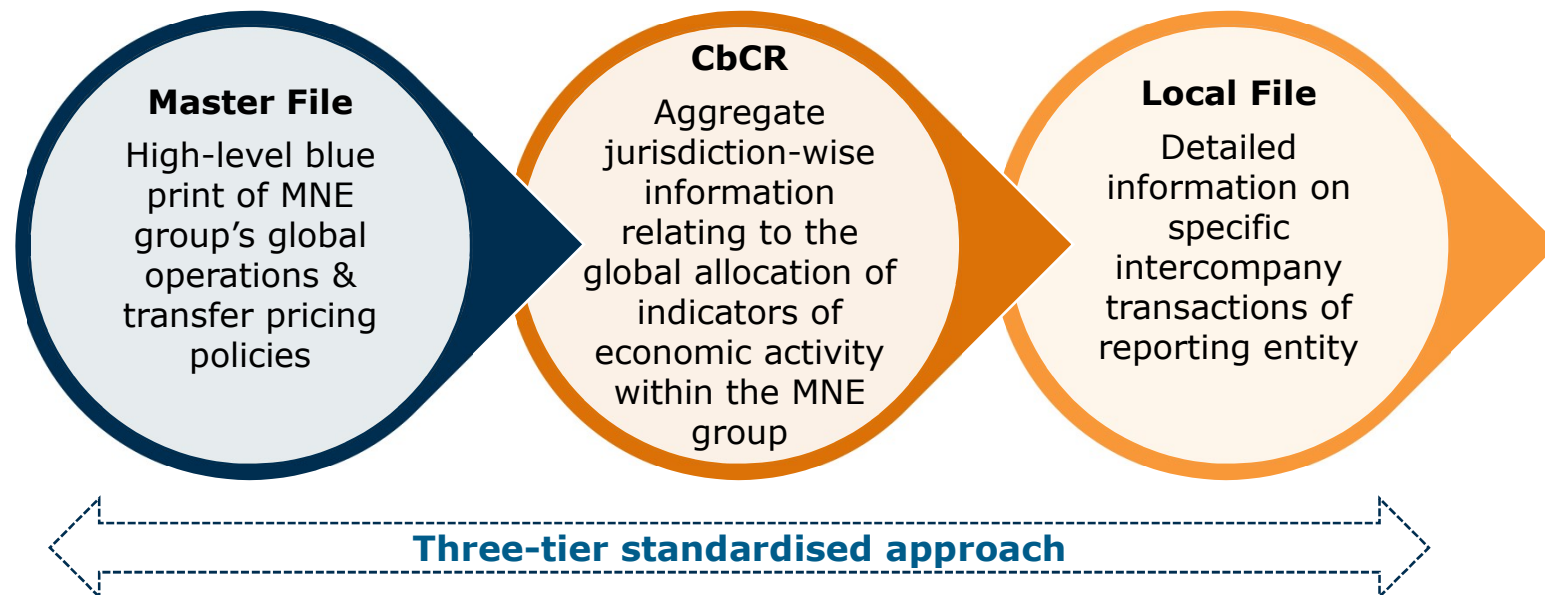 Master File
High-level blue
print of MNE
group’s global
operations &
transfer pricing
policies
CbCR
Aggregate
jurisdiction-wise
information
relating to the
global allocation of
indicators of
economic activity
within the MNE
group
Local File
Detailed
information on
specific
intercompany
transactions of
reporting entity
Three-tier standardised approach